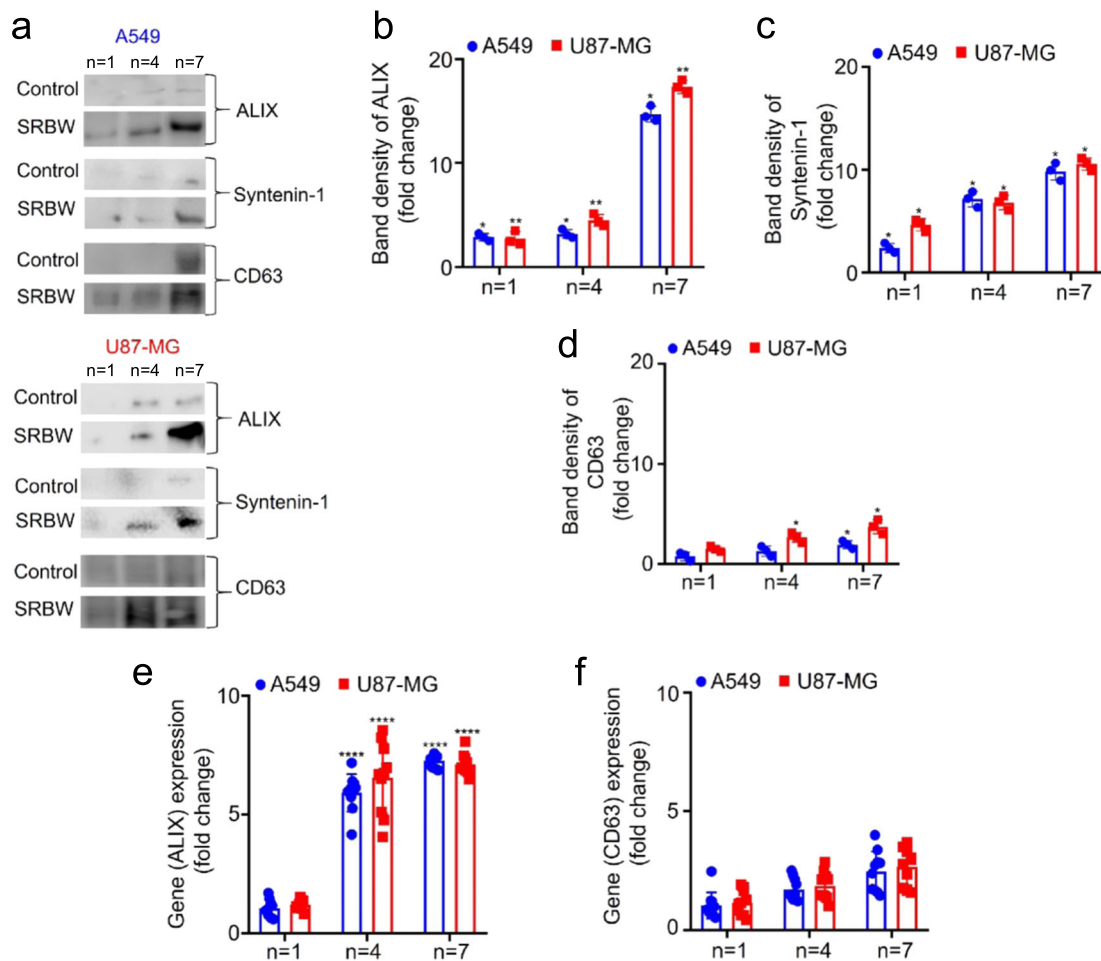 a
A549
n=1 n=4 n=7
Control
SRBW
ALIX
Control
SRBW
Syntenin-1
Control
SRBW
CD63
U87-MG
n=1 n=4 n=7
Control
SRBW
ALIX
Control
SRBW
Syntenin-1
Control
SRBW
CD63
b
A549 U87-MG
Band density of ALIX
(fold change)
20
10
0
* ** * ** * **
n=1 n=4 n=7
c
A549 U87-MG
Band density of
Syntenin-1
(fold change)
20
10
0
* * * * * *
n=1 n=4 n=7
d
A549 U87-MG
Band density of
CD63
(fold change)
20
10
0
* * *
n=1 n=4 n=7
e
A549 U87-MG
Gene (ALIX) expression
(fold change)
10
5
0
**** **** **** ****
n=1 n=4 n=7
f
A549 U87-MG
Gene (CD63) expression
(fold change)
10
5
0
n=1 n=4 n=7